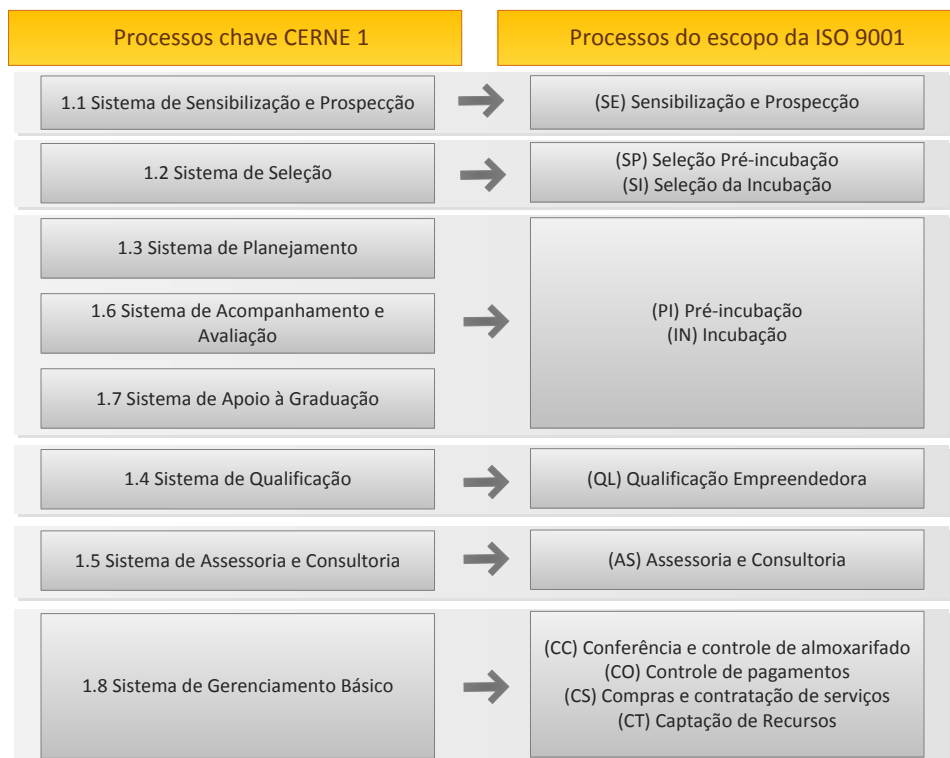 Processos chave CERNE 1
Processos do escopo da ISO 9001
1.1 Sistema de Sensibilização e Prospecção
(SE) Sensibilização e Prospecção
1.2 Sistema de Seleção
(SP) Seleção Pré-incubação
(SI) Seleção da Incubação
1.3 Sistema de Planejamento
1.6 Sistema de Acompanhamento e
Avaliação
1.7 Sistema de Apoio à Graduação
(PI) Pré-incubação
(IN) Incubação
1.4 Sistema de Qualificação
(QL) Qualificação Empreendedora
1.5 Sistema de Assessoria e Consultoria
(AS) Assessoria e Consultoria
1.8 Sistema de Gerenciamento Básico
(CC) Conferência e controle de almoxarifado
(CO) Controle de pagamentos
(CS) Compras e contratação de serviços
(CT) Captação de Recursos